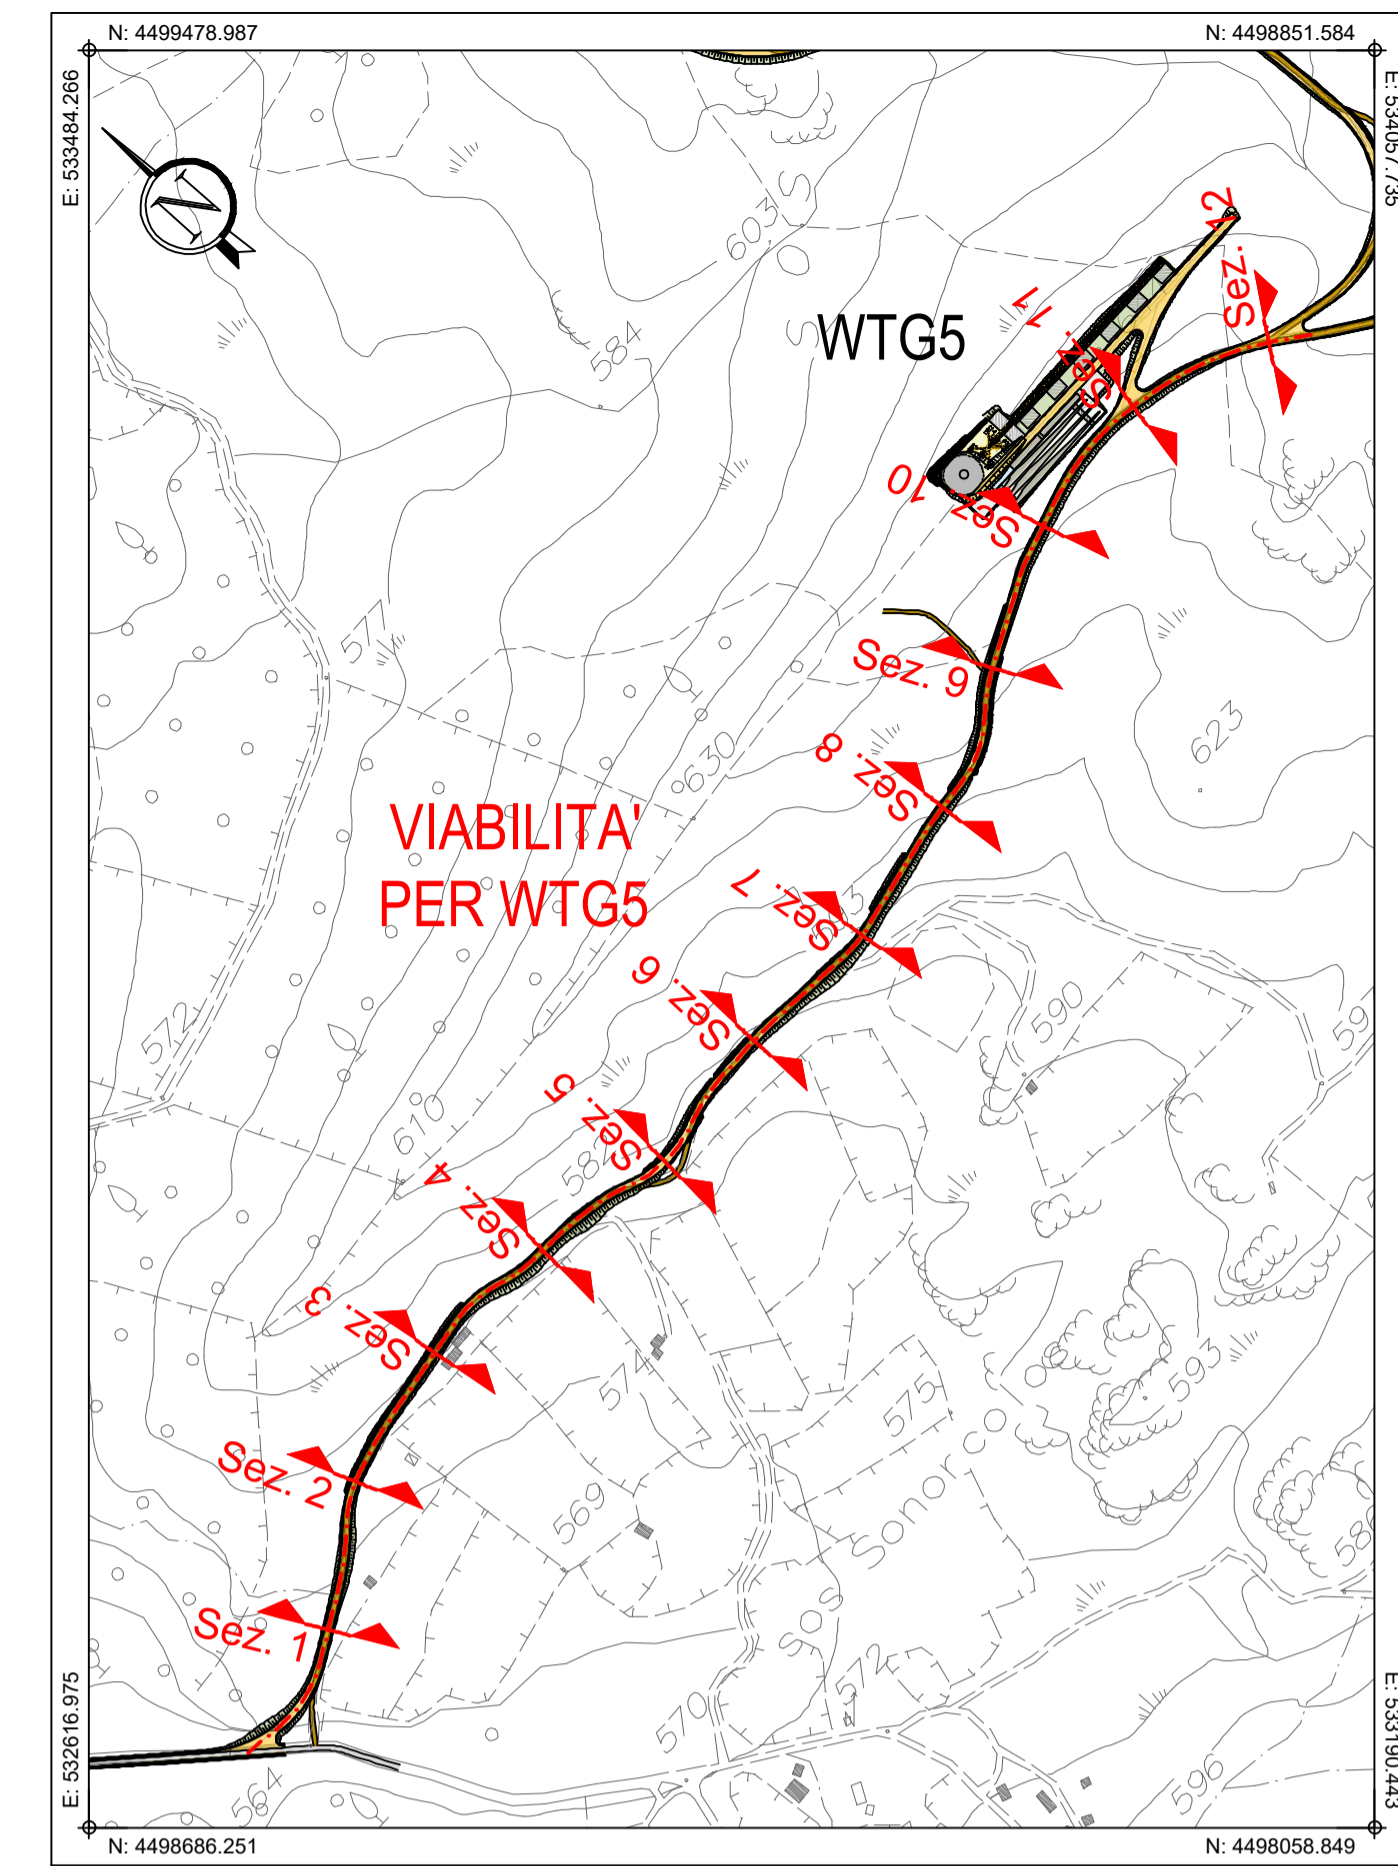 N: 4499478.987
N: 4498851.584
E: 533484.266
E: 534057.735
N
603
S
O
S
584
WTG5
Sez. 12
Sez. 11
Sez. 10
577
Sez. 9
630
623
Sez. 8
VIABILITA'
PER WTG5
Sez. 7
Sez. 6
572
590
610
Sez. 5
Sez. 4
Sez. 3
574
593
575
Sez. 2
569
Sos Sonorcolo
Sez. 1
572
570
564
596
E: 532616.975
E: 533190.443
N: 4498686.251
N: 4498058.849